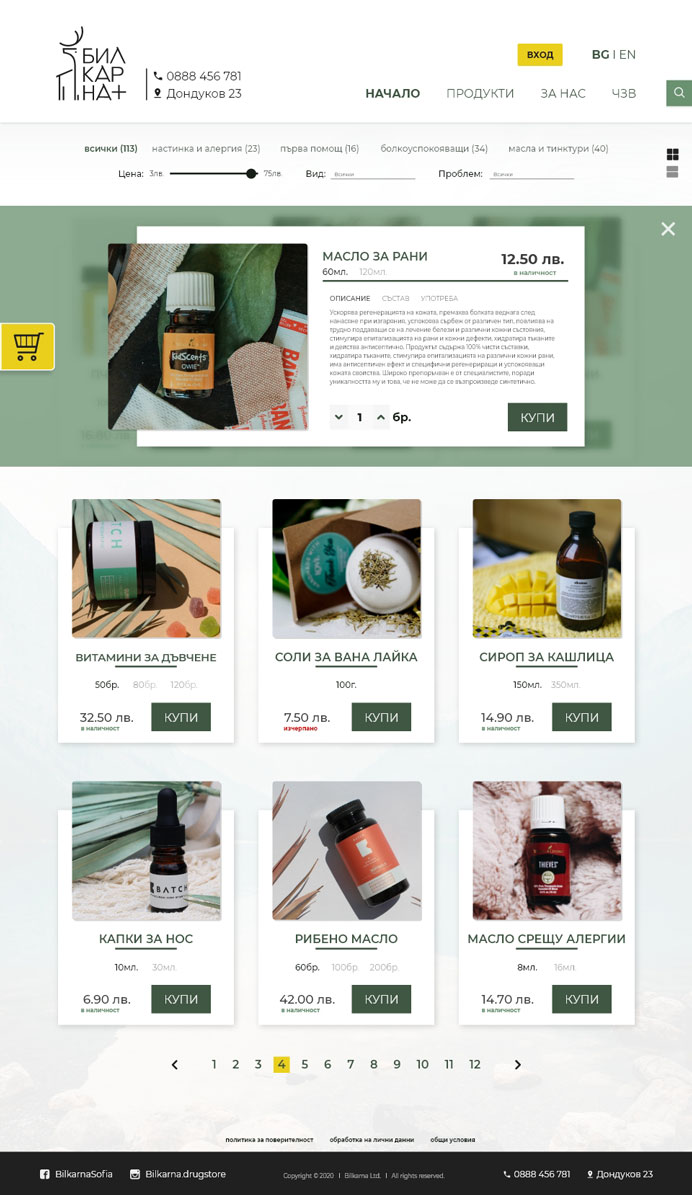 БИЛ
КАР
НА+
0888 456 781
Дондуков 23
ВХОД
BG I EN
НАЧАЛО ПРОДУКТИ ЗА НАС ЧЗВ
всички (113) настинка и алергия (23) първа помощ (16) болкоуспокояващи (34) масла и тинктури (40)
Цена: 3лв. 75лв. Вид: Всички Проблем: Всички
МАСЛО ЗА РАНИ 12.50 лв.
60мл. 120мл. в наличност
ОПИСАНИЕ СЪСТАВ УПОТРЕБА
Ускорява регенерацията на кожата, премахва болката веднага след
нанасяне при изгаряния, успокоява сърбеж от различен тип, повлиява на
трудно поддаващи се на лечение белези и различни кожни състояния,
стимулира епитализацията на рани и кожни дефекти, хидратира тъканите
и действа антисептично. Продуктът съдържа 100% чисти съставки,
хидратира тъканите, стимулира епитализацията на различни кожни рани,
има антисептичен ефект и специфични регенериращи и успокояващи
кожата свойства. Широко препоръчван е от специалистите, поради
уникалността му и това, че не може да се възпроизведе синтетично.
KidScents
OWIE
BAND
1 бр.
КУПИ
16.80 лв.
ВИТАМИНИ ЗА ДЪВЧЕНЕ
50бр. 80бр. 120бр.
32.50 лв.
в наличност
КУПИ
Thank You
СОЛИ ЗА ВАНА ЛАЙКА
100г.
7.50 лв.
изчерпано
КУПИ
СИРОП ЗА КАШЛИЦА
150мл. 350мл.
14.90 лв.
в наличност
КУПИ
BATCH
КАПКИ ЗА НОС
10мл. 30мл.
6.90 лв.
в наличност
КУПИ
РИБЕНО МАСЛО
60бр. 100бр. 200бр.
42.00 лв.
в наличност
КУПИ
THIEVES
МАСЛО СРЕЩУ АЛЕРГИИ
8мл. 16мл.
14.70 лв.
в наличност
КУПИ
1 2 3 4 5 6 7 8 9 10 11 12
политика за поверителност обработка на лични данни общи условия
BilkarnaSofia Bilkarna.drugstore Copyright © 2020 I Bilkarna Ltd. I All rights reserved. 0888 456 781 Дондуков 23